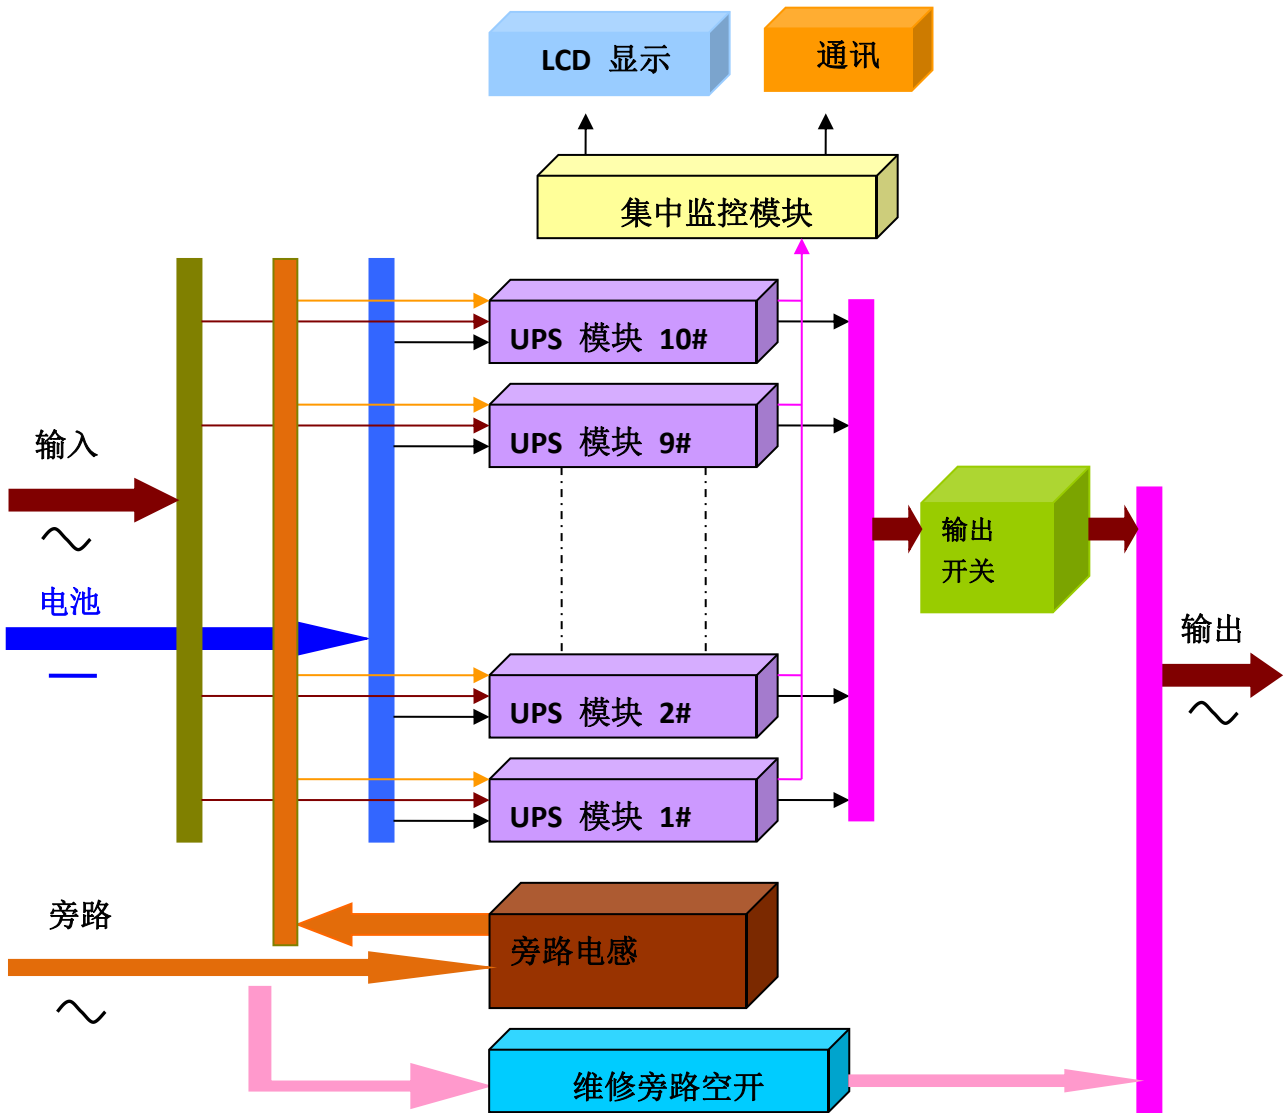 LCD 显示
通讯
集中监控模块
UPS 模块 10#
UPS 模块 9#
输入
输出
开关
电池
输出
UPS 模块 2#
UPS 模块 1#
旁路
旁路电感
维修旁路空开